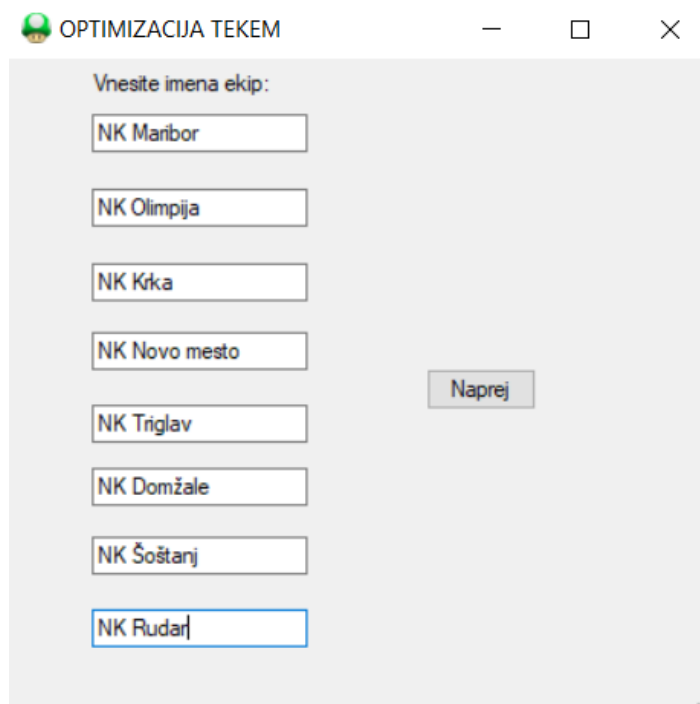 OPTIMIZACIJA TEKEM
Vnesite imena ekip:
NK Maribor
NK Olimpija
NK Krka
NK Novo mesto
Naprej
NK Triglav
NK Domžale
NK Šoštanj
NK Rudar